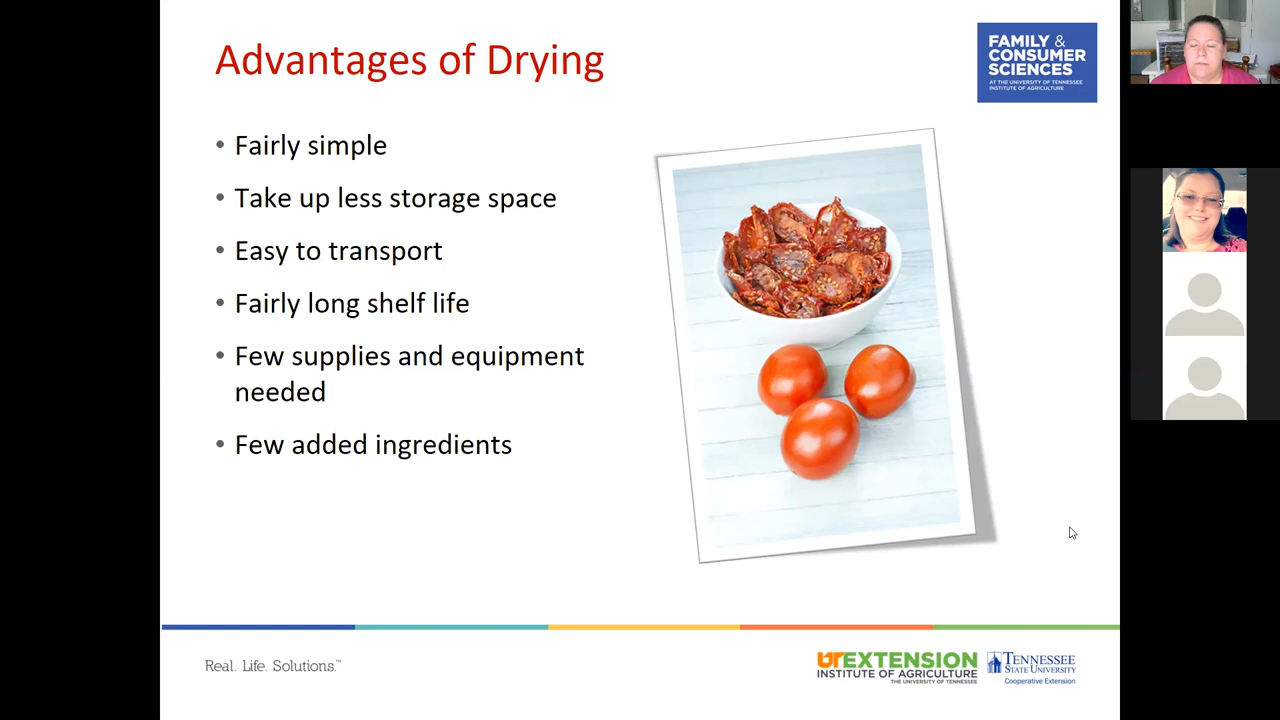 Advantages of Drying
FAMILY &
CONSUMER
SCIENCES
AT THE UNIVERSITY OF TENNESSEE
INSTITUTE OF AGRICULTURE
• Fairly simple
• Take up less storage space
• Easy to transport
• Fairly long shelf life
• Few supplies and equipment
needed
• Few added ingredients
Real. Life. Solutions.™
UTEXTENSION
INSTITUTE OF AGRICULTURE
THE UNIVERSITY OF TENNESSEE
TENNESSEE
STATE UNIVERSITY
Cooperative Extension